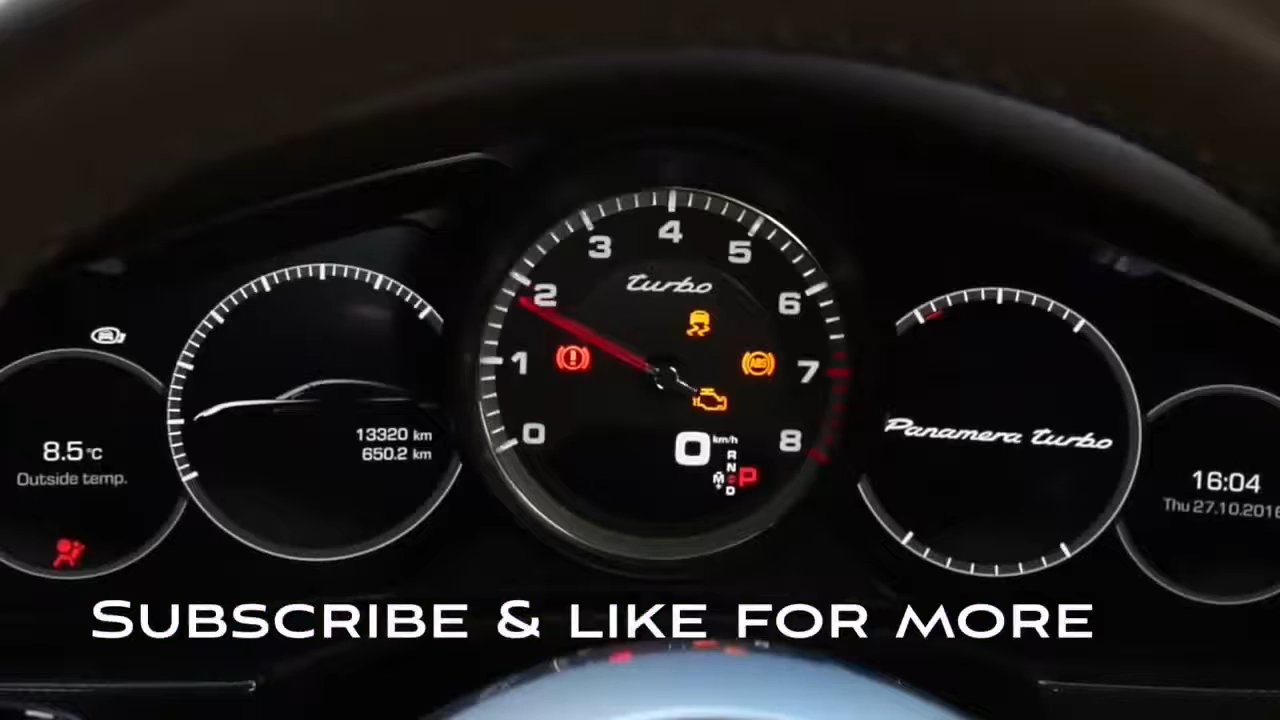 4
3
5
turbo
2
6
1
7
ABS
0
8
8.5°C
Outside temp.
13320 km
650.2 km
0 km/h
R
N
M
P
D
Panamera turbo
16:04
Thu 27.10.2016
SUBSCRIBE & LIKE FOR MORE